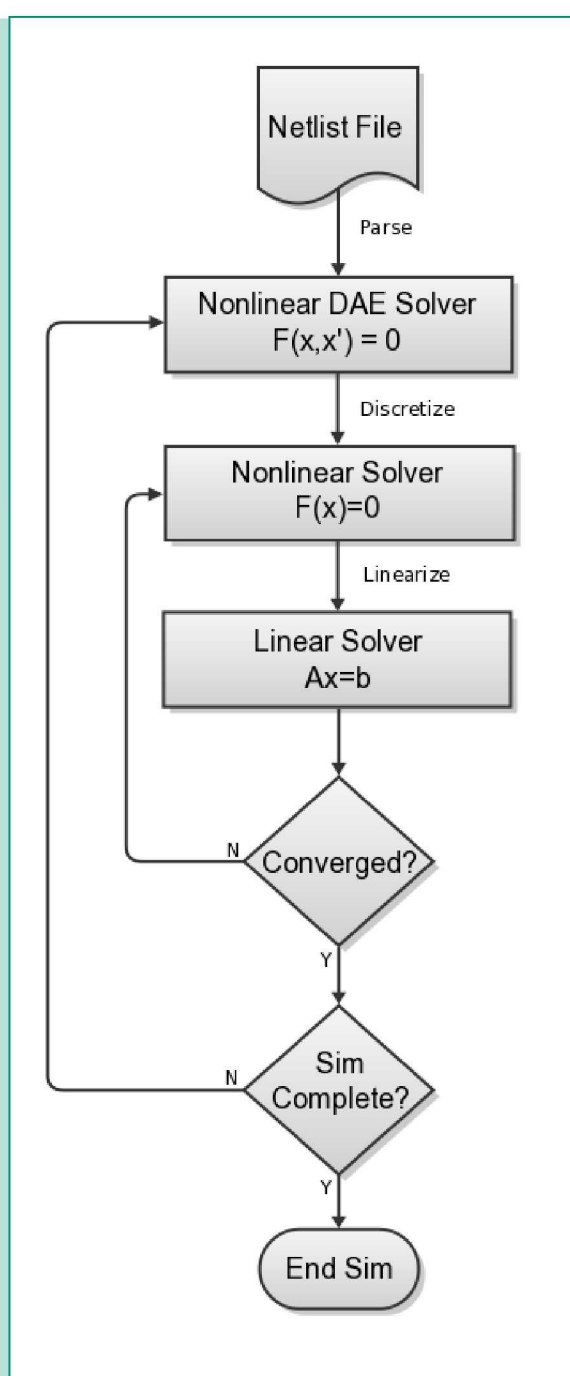 Netlist File
Parse
Nonlinear DAE Solver
F(x,x') = 0
Discretize
Nonlinear Solver
F(x)=0
Linearize
Linear Solver
Ax=b
N
Converged?
Y
N
Sim
Complete?
Y
End Sim